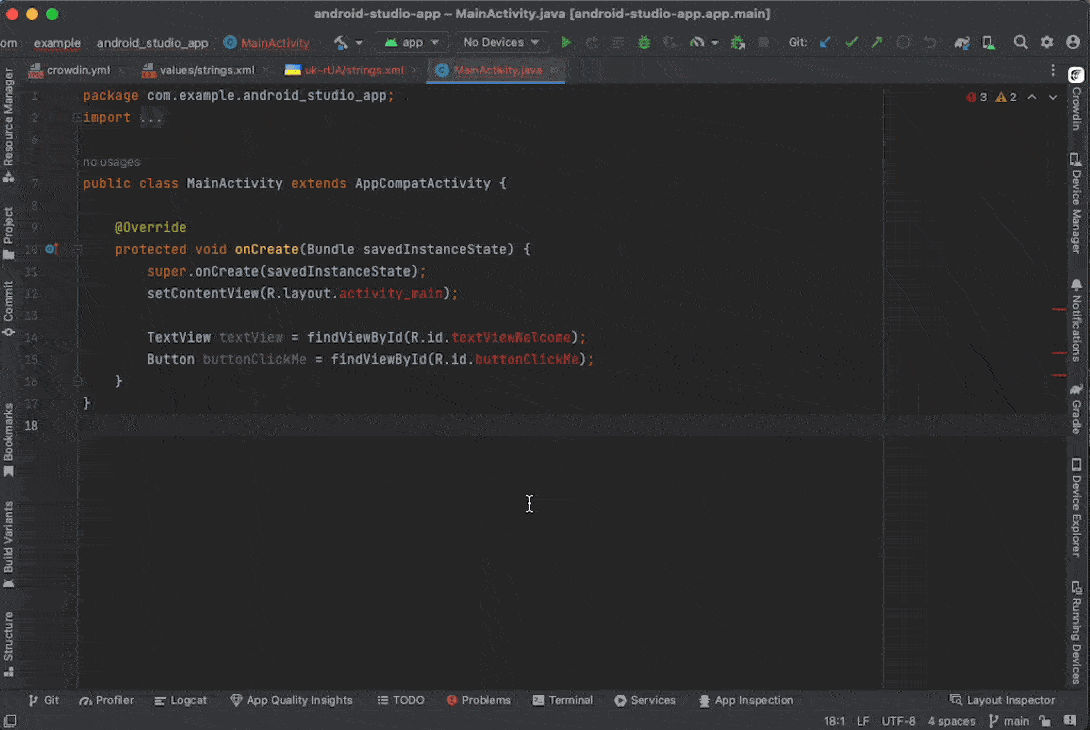 android-studio-app – MainActivity.java [android-studio-app.app.main]
om example android_studio_app MainActivity app No Devices Git:
crowdin.yml values/strings.xml uk-rUA/strings.xml MainActivity.java
1 package com.example.android_studio_app; 3 2
2 import ...
6
no usages
7 public class MainActivity extends AppCompatActivity {
8
9 @Override
10 protected void onCreate(Bundle savedInstanceState) {
11 super.onCreate(savedInstanceState);
12 setContentView(R.layout.activity_main);
13
14 TextView textView = findViewById(R.id.textViewWelcome);
15 Button buttonClickMe = findViewById(R.id.buttonClickMe);
16 }
17 }
18
Resource Manager
Project
Commit
Bookmarks
Build Variants
Structure
Crowdin
Device Manager
Notifications
Gradle
Device Explorer
Running Devices
Git Profiler Logcat App Quality Insights TODO Problems Terminal Services App Inspection Layout Inspector
18:1 LF UTF-8 4 spaces main